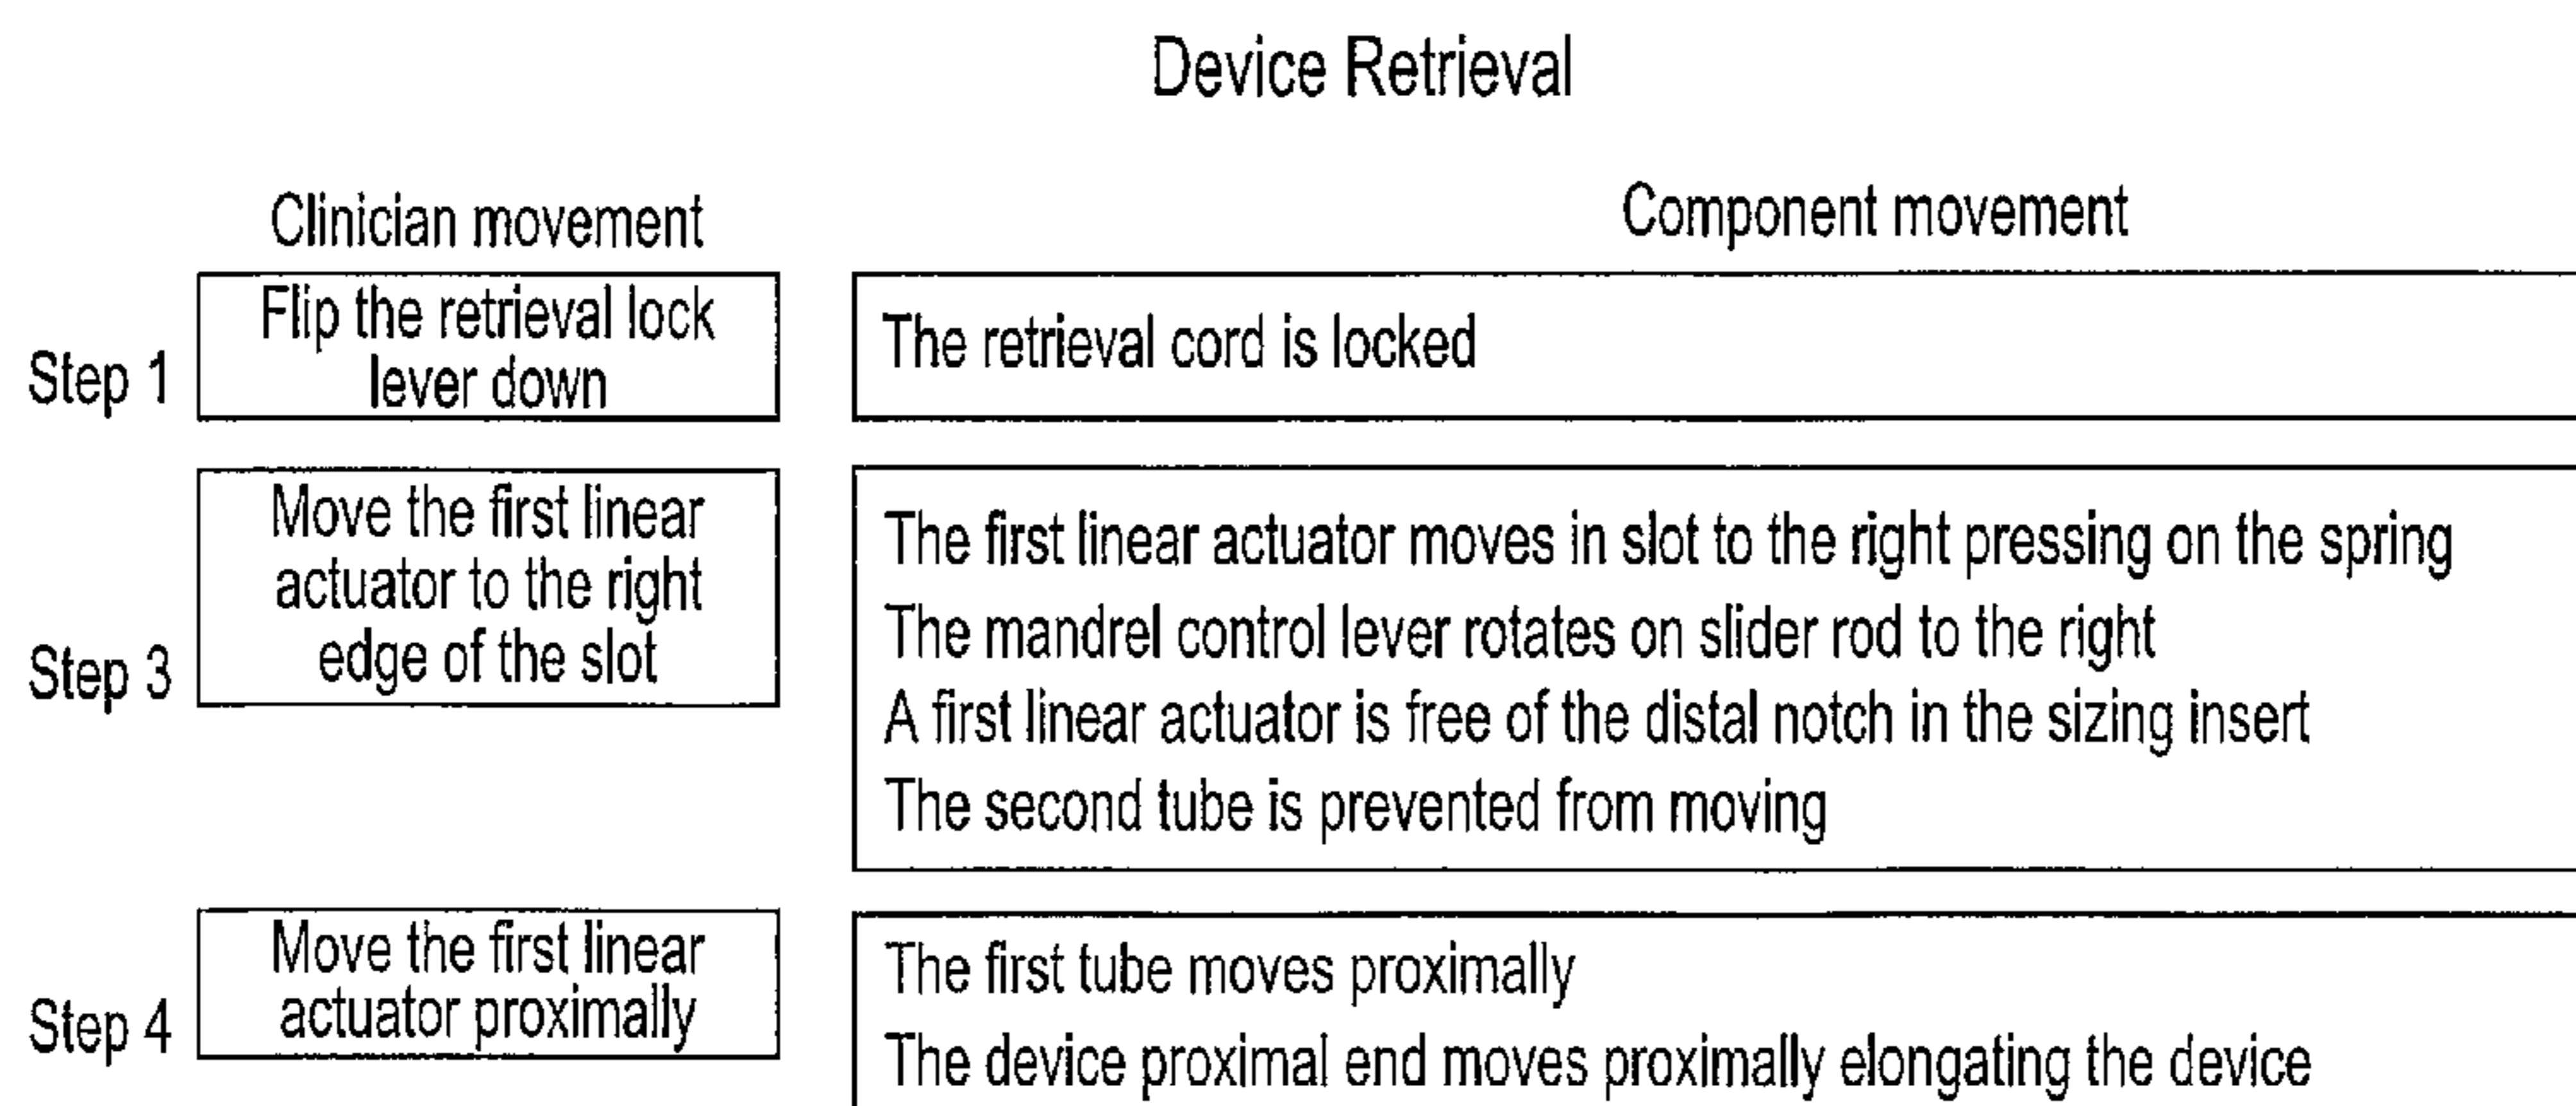 Device Retrieval
Clinician movement
Component movement
Step 1
Flip the retrieval lock
lever down
The retrieval cord is locked
Step 3
Move the first linear
actuator to the right
edge of the slot
The first linear actuator moves in slot to the right pressing on the spring
The mandrel control lever rotates on slider rod to the right
A first linear actuator is free of the distal notch in the sizing insert
The second tube is prevented from moving
Step 4
Move the first linear
actuator proximally
The first tube moves proximally
The device proximal end moves proximally elongating the device